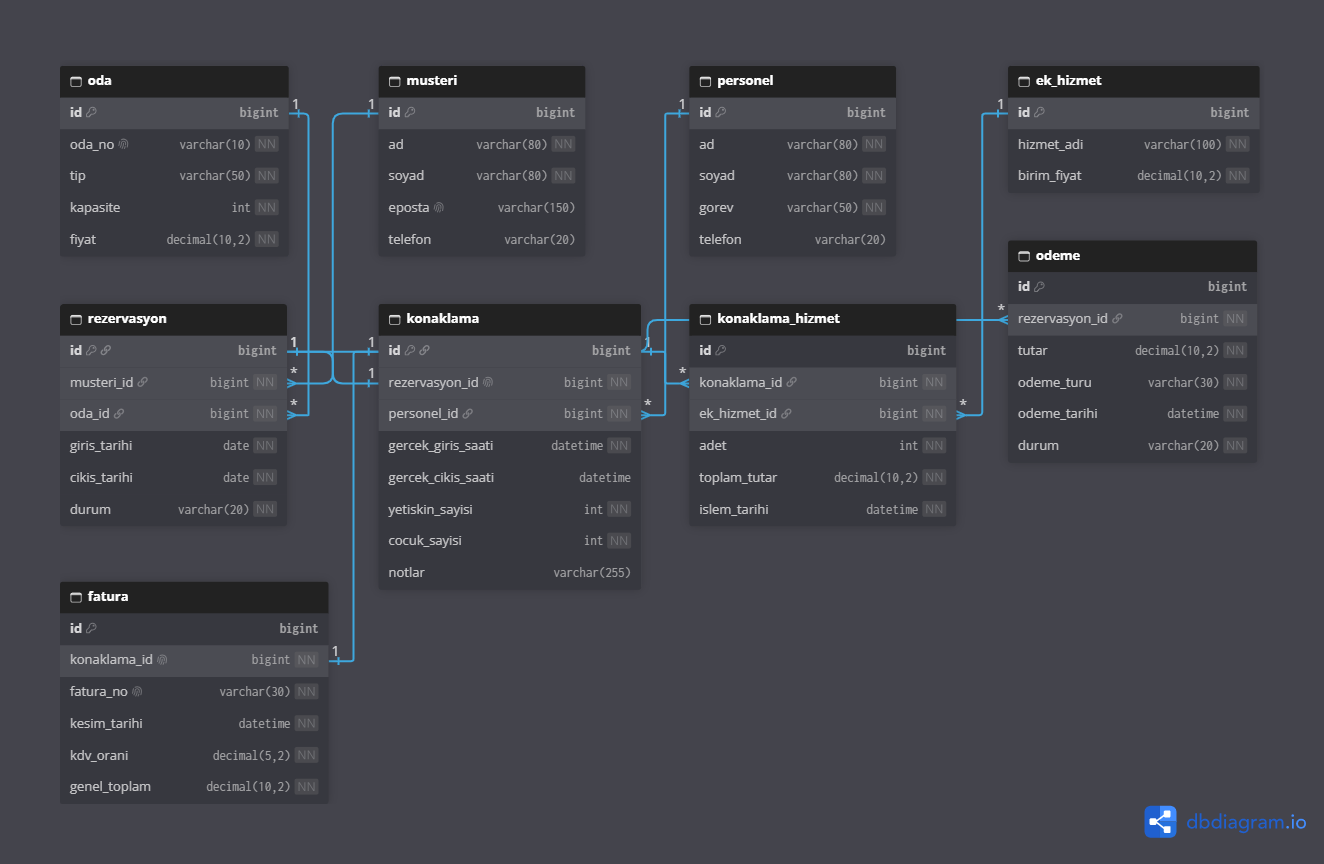 oda
id bigint
oda_no varchar(10) NN
tip varchar(50) NN
kapasite int NN
fiyat decimal(10,2) NN
1
musteri
id bigint
ad varchar(80) NN
soyad varchar(80) NN
eposta varchar(150)
telefon varchar(20)
1
personel
id bigint
ad varchar(80) NN
soyad varchar(80) NN
gorev varchar(50) NN
telefon varchar(20)
1
ek_hizmet
id bigint
hizmet_adi varchar(100) NN
birim_fiyat decimal(10,2) NN
1
odeme
id bigint
rezervasyon_id bigint NN
tutar decimal(10,2) NN
odeme_turu varchar(30) NN
odeme_tarihi datetime NN
durum varchar(20) NN
*
rezervasyon
id bigint
musteri_id bigint NN
oda_id bigint NN
giris_tarihi date NN
cikis_tarihi date NN
durum varchar(20) NN
1
*
*
konaklama
id bigint
rezervasyon_id bigint NN
personel_id bigint NN
gercek_giris_saati datetime NN
gercek_cikis_saati datetime
yetiskin_sayisi int NN
cocuk_sayisi int NN
notlar varchar(255)
1
1
1
*
konaklama_hizmet
id bigint
konaklama_id bigint NN
ek_hizmet_id bigint NN
adet int NN
toplam_tutar decimal(10,2) NN
islem_tarihi datetime NN
*
*
fatura
id bigint
konaklama_id bigint NN
fatura_no varchar(30) NN
kesim_tarihi datetime NN
kdv_orani decimal(5,2) NN
genel_toplam decimal(10,2) NN
1
dbdiagram.io